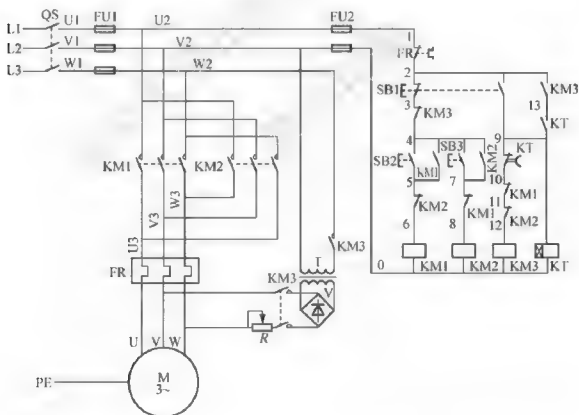 QS U1 FU1 U2 FU2
L1
V1 V2
L2
W1 W2
L3
1
FR
2
SB1
KM3
3
KM3
13
KT
4
9
SB2
KM1
SB3
KM2
KT
5
7
10
KM2
KM1
KM1
11
6
8
12
KM2
0
KM1
KM2
KM3
KT
KM1
KM2
W3
V3
U3
FR
KM3
T
KM3
V
R
U V W
PE
M
3~